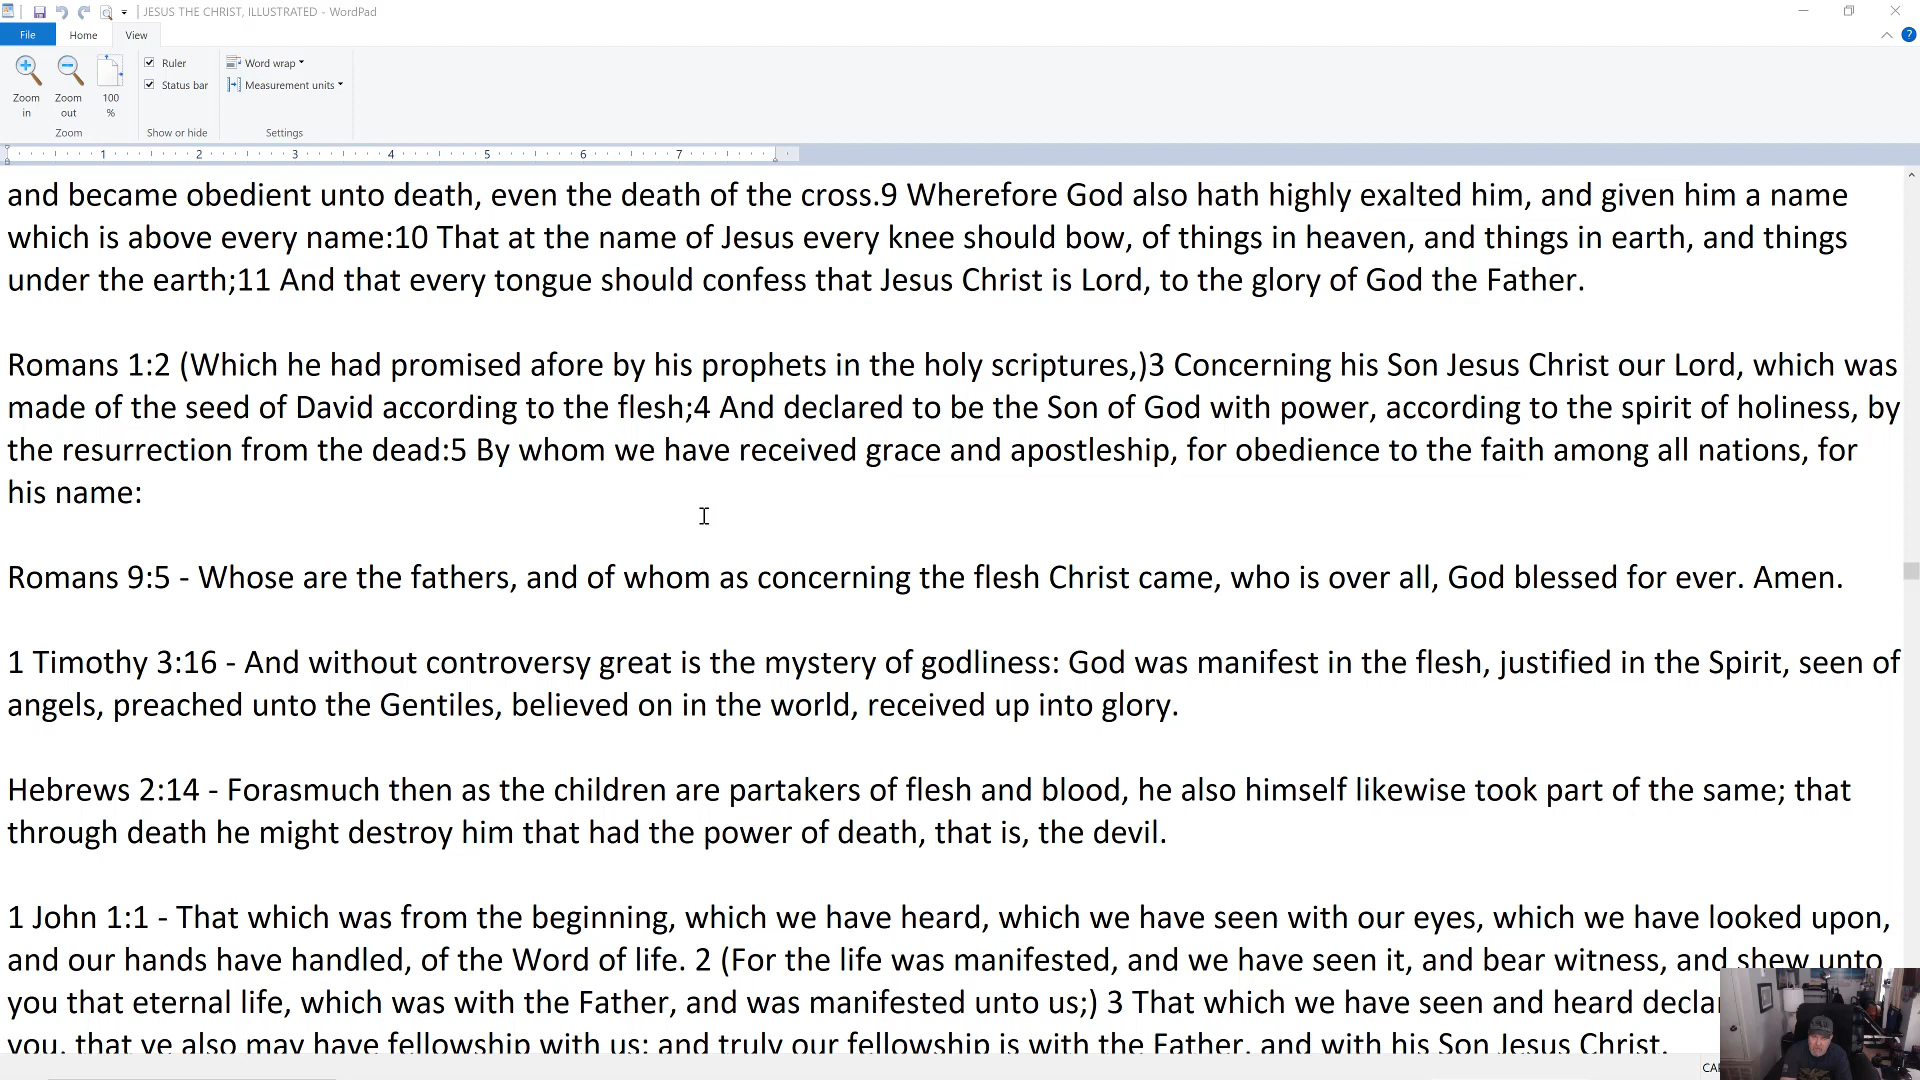 JESUS THE CHRIST, ILLUSTRATED - WordPad
File Home View
Zoom in
Zoom out
100 %
Ruler
Status bar
Word wrap
Measurement units
Zoom
Show or hide
Settings
1 2 3 4 5 6 7
and became obedient unto death, even the death of the cross.9 Wherefore God also hath highly exalted him, and given him a name
which is above every name:10 That at the name of Jesus every knee should bow, of things in heaven, and things in earth, and things
under the earth;11 And that every tongue should confess that Jesus Christ is Lord, to the glory of God the Father.
Romans 1:2 (Which he had promised afore by his prophets in the holy scriptures,)3 Concerning his Son Jesus Christ our Lord, which was
made of the seed of David according to the flesh;4 And declared to be the Son of God with power, according to the spirit of holiness, by
the resurrection from the dead:5 By whom we have received grace and apostleship, for obedience to the faith among all nations, for
his name:
Romans 9:5 - Whose are the fathers, and of whom as concerning the flesh Christ came, who is over all, God blessed for ever. Amen.
1 Timothy 3:16 - And without controversy great is the mystery of godliness: God was manifest in the flesh, justified in the Spirit, seen of
angels, preached unto the Gentiles, believed on in the world, received up into glory.
Hebrews 2:14 - Forasmuch then as the children are partakers of flesh and blood, he also himself likewise took part of the same; that
through death he might destroy him that had the power of death, that is, the devil.
1 John 1:1 - That which was from the beginning, which we have heard, which we have seen with our eyes, which we have looked upon,
and our hands have handled, of the Word of life. 2 (For the life was manifested, and we have seen it, and bear witness, and shew unto
you that eternal life, which was with the Father, and was manifested unto us;) 3 That which we have seen and heard
you, that ye also may have fellowship with us: and truly our fellowship is with the Father, and with his Son Jesus Christ.